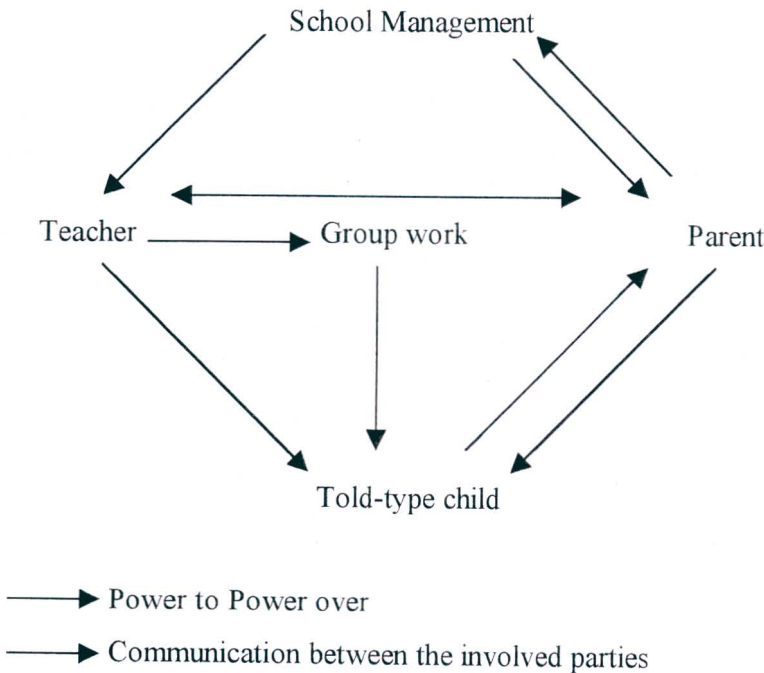 School Management
Teacher
Group work
Parent
Told-type child
Power to Power over
Communication between the involved parties